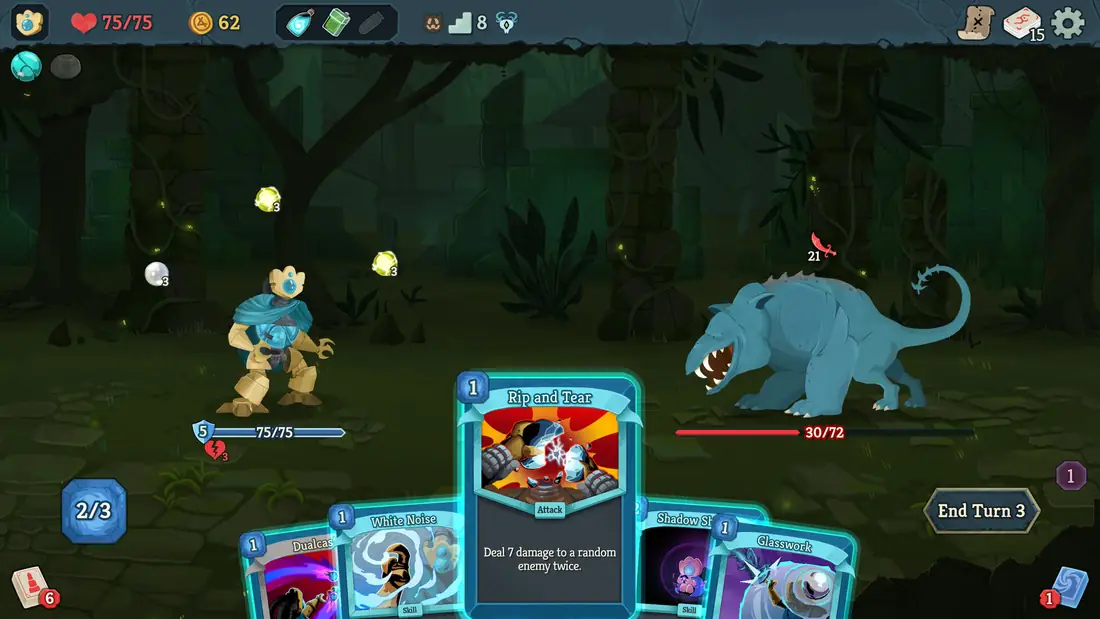 75/75
62
8
15
3
3
3
21
5
75/75
3
30/72
1
2/3
End Turn 3
1
Dualcas
1
White Noise
Skill
1
Rip and Tear
Attack
Deal 7 damage to a random
enemy twice.
Shadow Sh
Skill
1
Glasswork
6
1